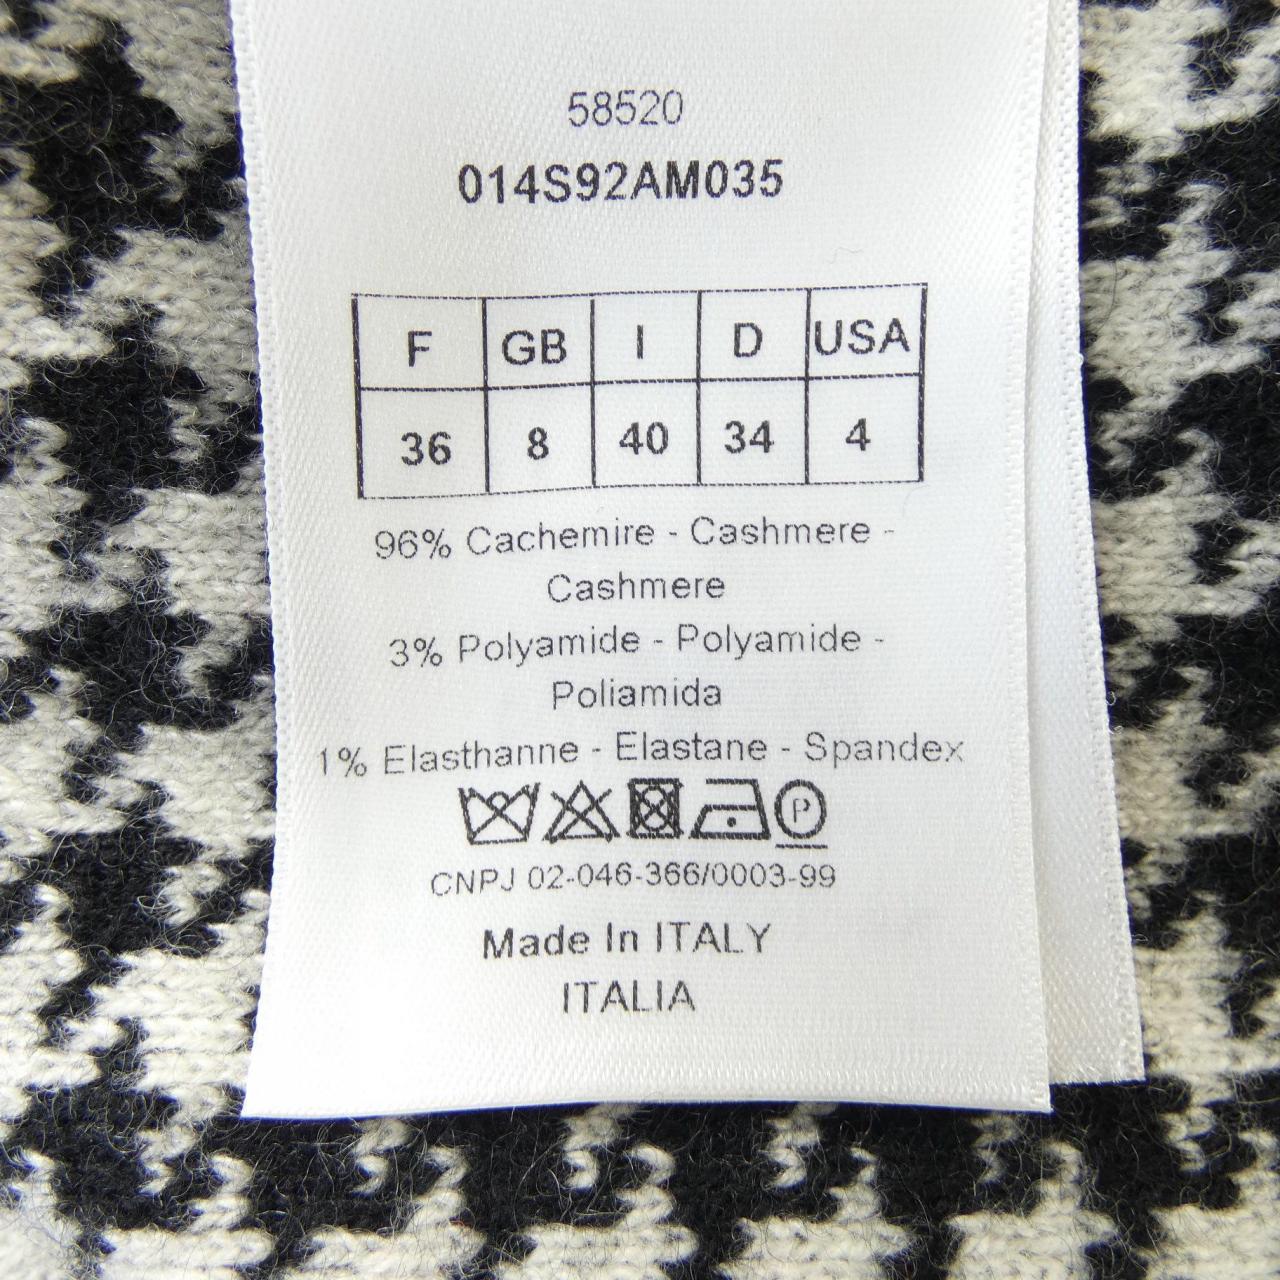 58520
014S92AM035
F GB I D USA
36 8 40 34 4
96% Cachemire - Cashmere -
Cashmere
3% Polyamide - Polyamide -
Poliamida
1% Elasthanne - Elastane - Spandex
P
CNPJ 02-046-366/0003-99
Made In ITALY
ITALIA